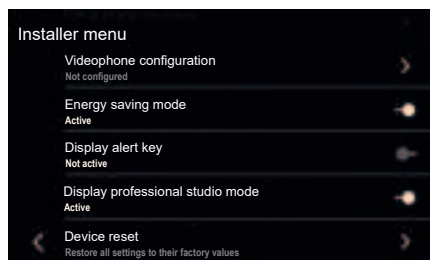 Installer menu
Videophone configuration
Not configured
Energy saving mode
Active
Display alert key
Not active
Display professional studio mode
Active
Device reset
Restore all settings to their factory values